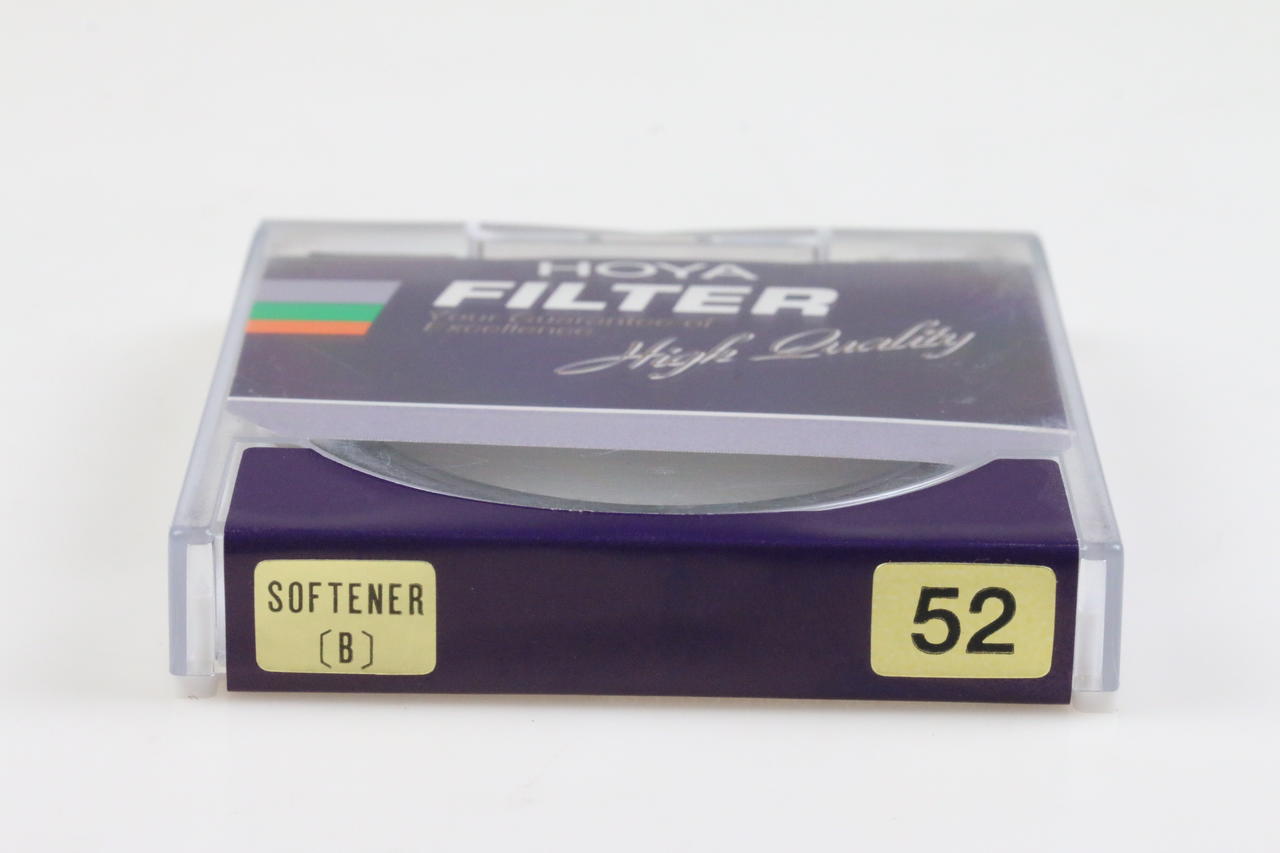 HOYA
FILTER
Your Guarantee of
Excellence
High Quality
SOFTENER
[B]
52